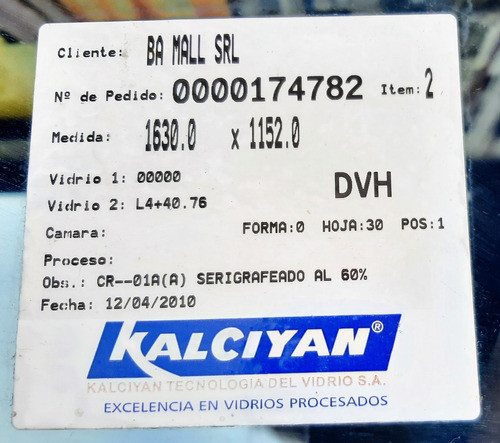 Cliente: BA MALL SRL
Nº de Pedido: 0000174782 Item: 2
Medida: 1630.0 x 1152.0
Vidrio 1: 00000
DVH
Vidrio 2: L4+40.76
Camara: FORMA:0 HOJA:30 POS:1
Proceso:
Obs.: CR--01A(A) SERIGRAFEADO AL 60%
Fecha: 12/04/2010
KALCIYAN®
KALCIYAN TECNOLOGIA DEL VIDRIO S.A.
EXCELENCIA EN VIDRIOS PROCESADOS